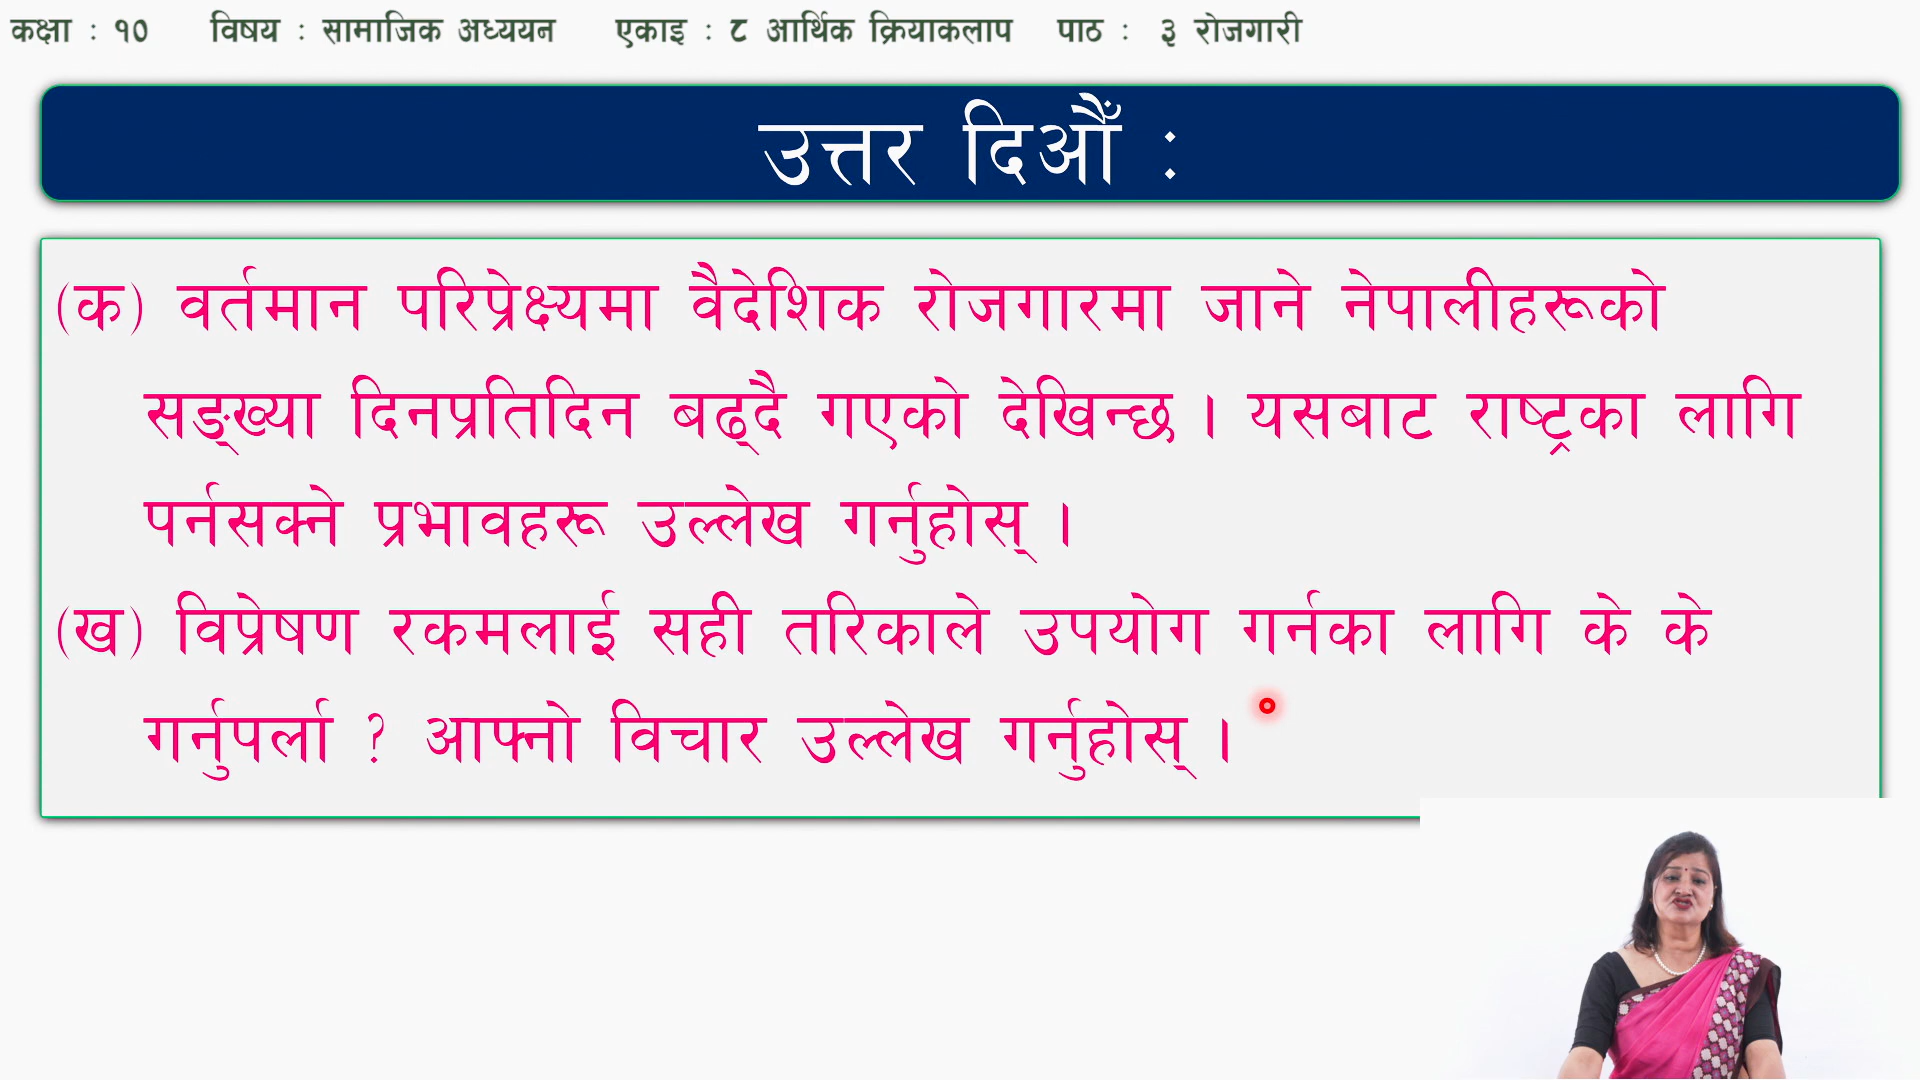 कक्षा : १० विषय : सामाजिक अध्ययन एकाइ : ८ आर्थिक क्रियाकलाप पाठ : ३ रोजगारी
उत्तर दिऔँ :
(क) वर्तमान परिप्रेक्ष्यमा वैदेशिक रोजगारमा जाने नेपालीहरूको
सङ्ख्या दिनप्रतिदिन बढ्दै गएको देखिन्छ । यसबाट राष्ट्रका लागि
पर्नसक्ने प्रभावहरू उल्लेख गर्नुहोस् ।
(ख) विप्रेषण रकमलाई सही तरिकाले उपयोग गर्नका लागि के के
गर्नुपर्ला ? आफ्नो विचार उल्लेख गर्नुहोस् ।